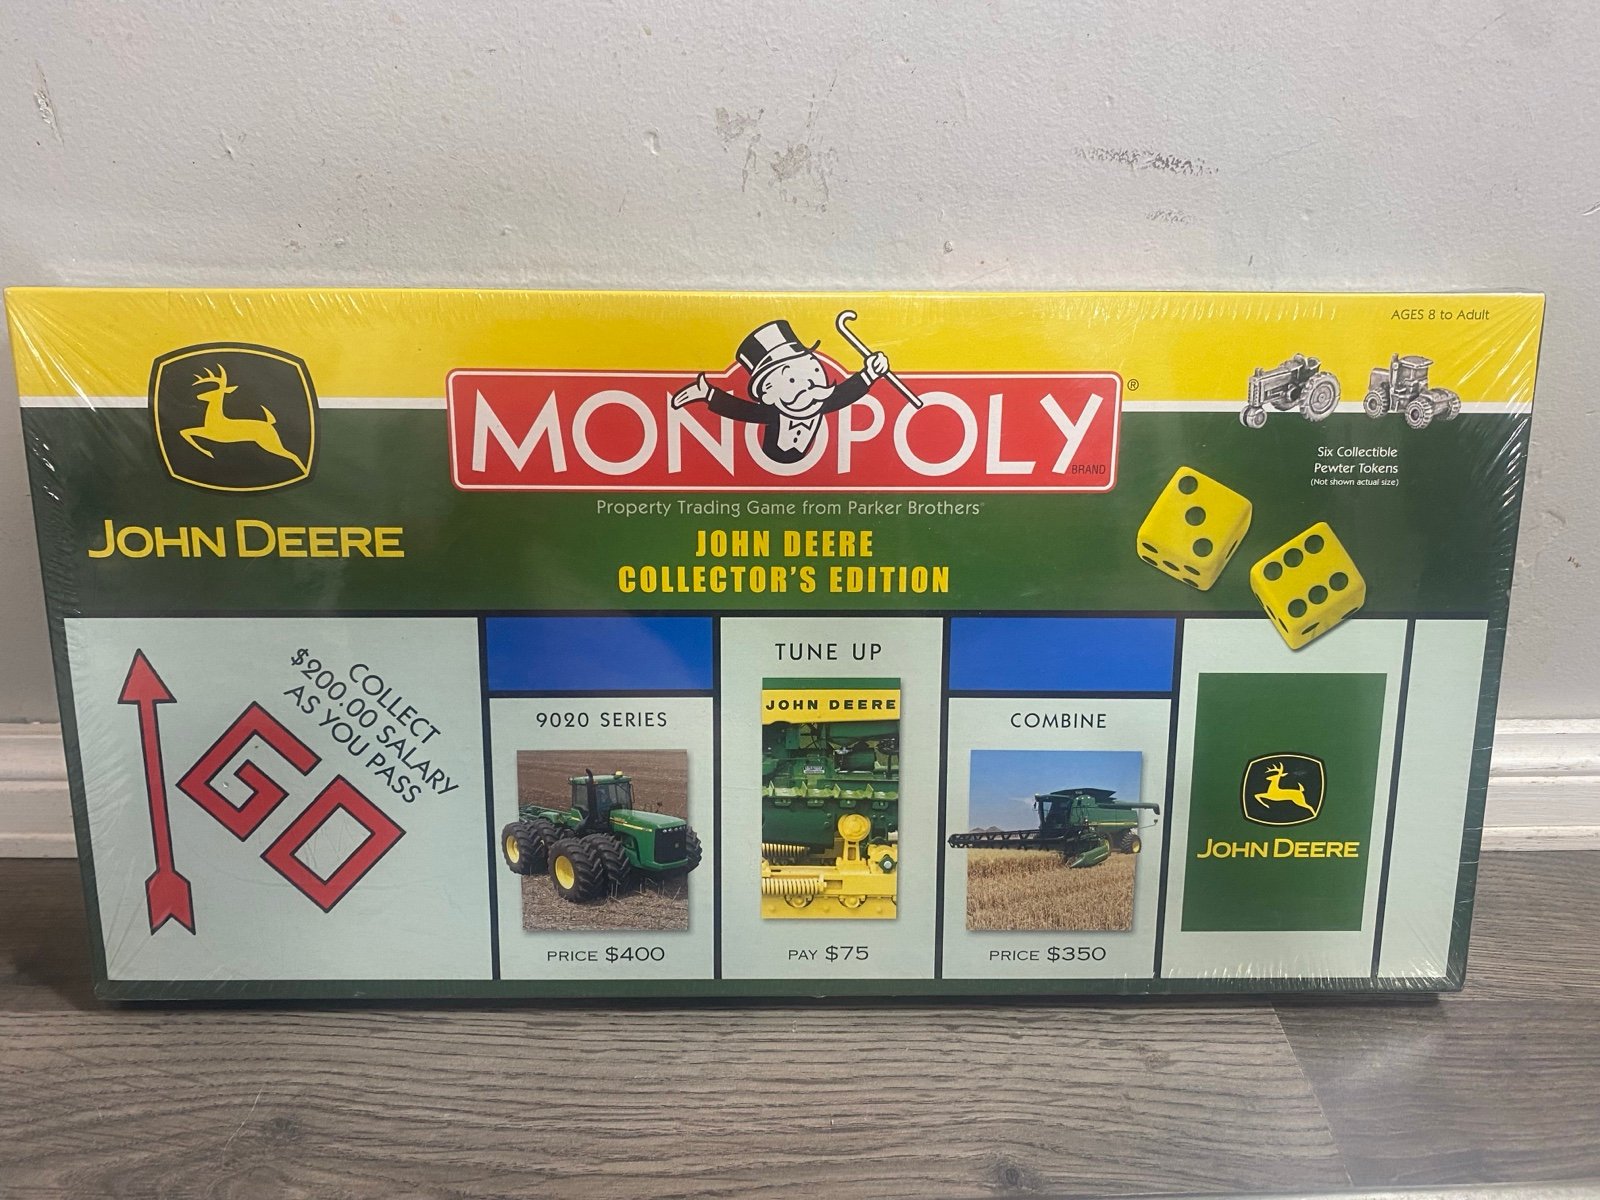 AGES 8 to Adult
MONOPOLY
®
BRAND
Six Collectible
Pewter Tokens
(Not shown actual size)
Property Trading Game from Parker Brothers®
JOHN DEERE
JOHN DEERE
COLLECTOR'S EDITION
COLLECT
$200.00 SALARY
AS YOU PASS
GO
9020 SERIES
PRICE $400
TUNE UP
JOHN DEERE
PAY $75
COMBINE
PRICE $350
JOHN DEERE